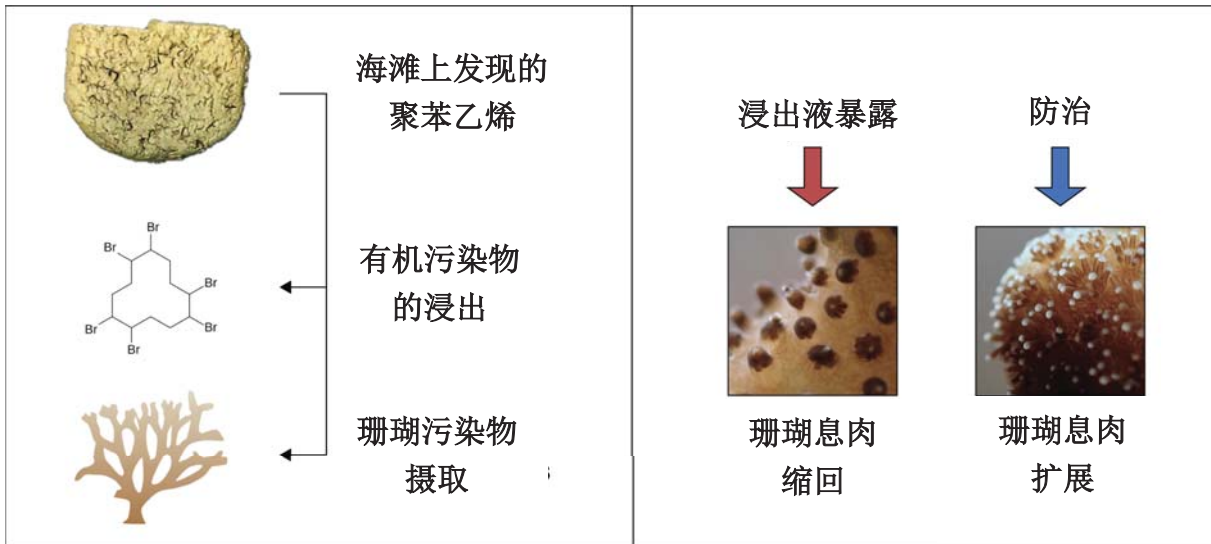 海滩上发现的
聚苯乙烯
Br
Br
Br
Br
Br
Br
有机污染物
的浸出
珊瑚污染物
摄取
浸出液暴露
防治
珊瑚息肉
缩回
珊瑚息肉
扩展